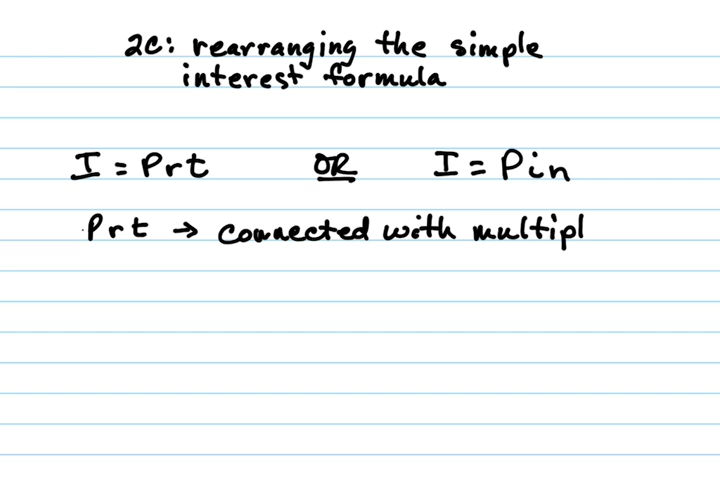 2c: rearranging the simple
interest formula
I = Prt OR I = Pin
Prt → connected with multipl